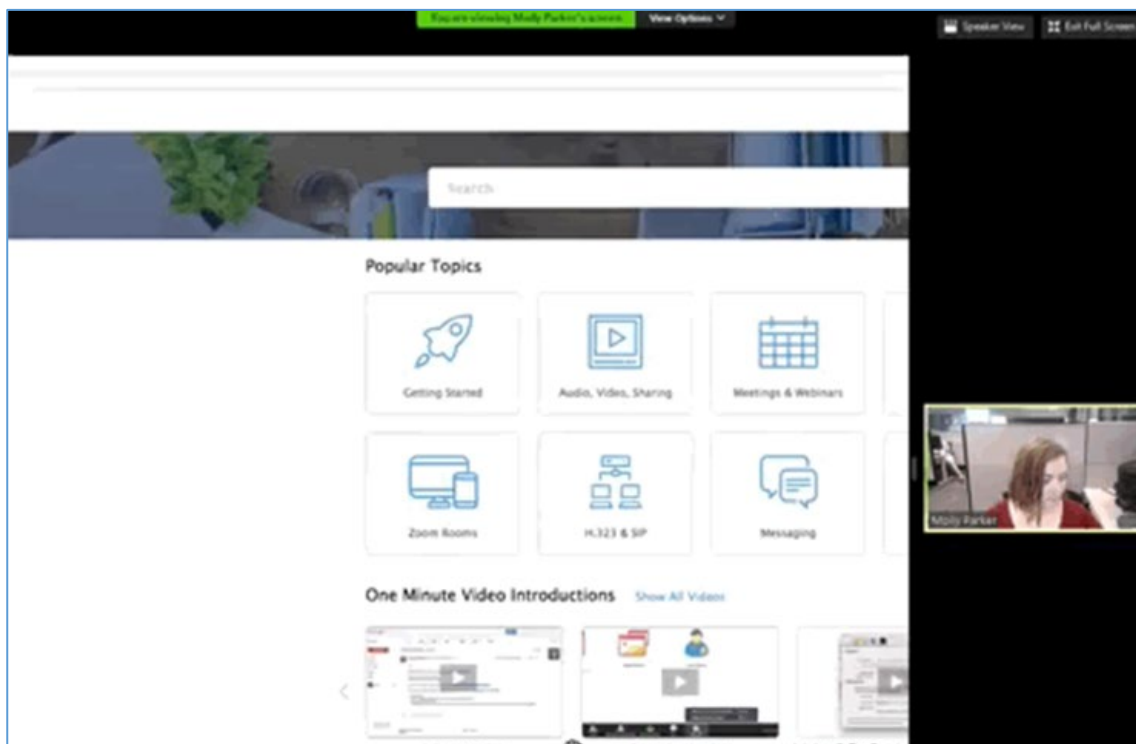 You are viewing Molly Parker's screen View Options
Speaker View Exit Full Screen
Search
Popular Topics
Getting Started Audio, Video, Sharing Meetings & Webinars
Zoom Rooms H.323 & SIP Messaging
Molly Parker
One Minute Video Introductions Show All Videos